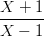 X + 1
X − 1